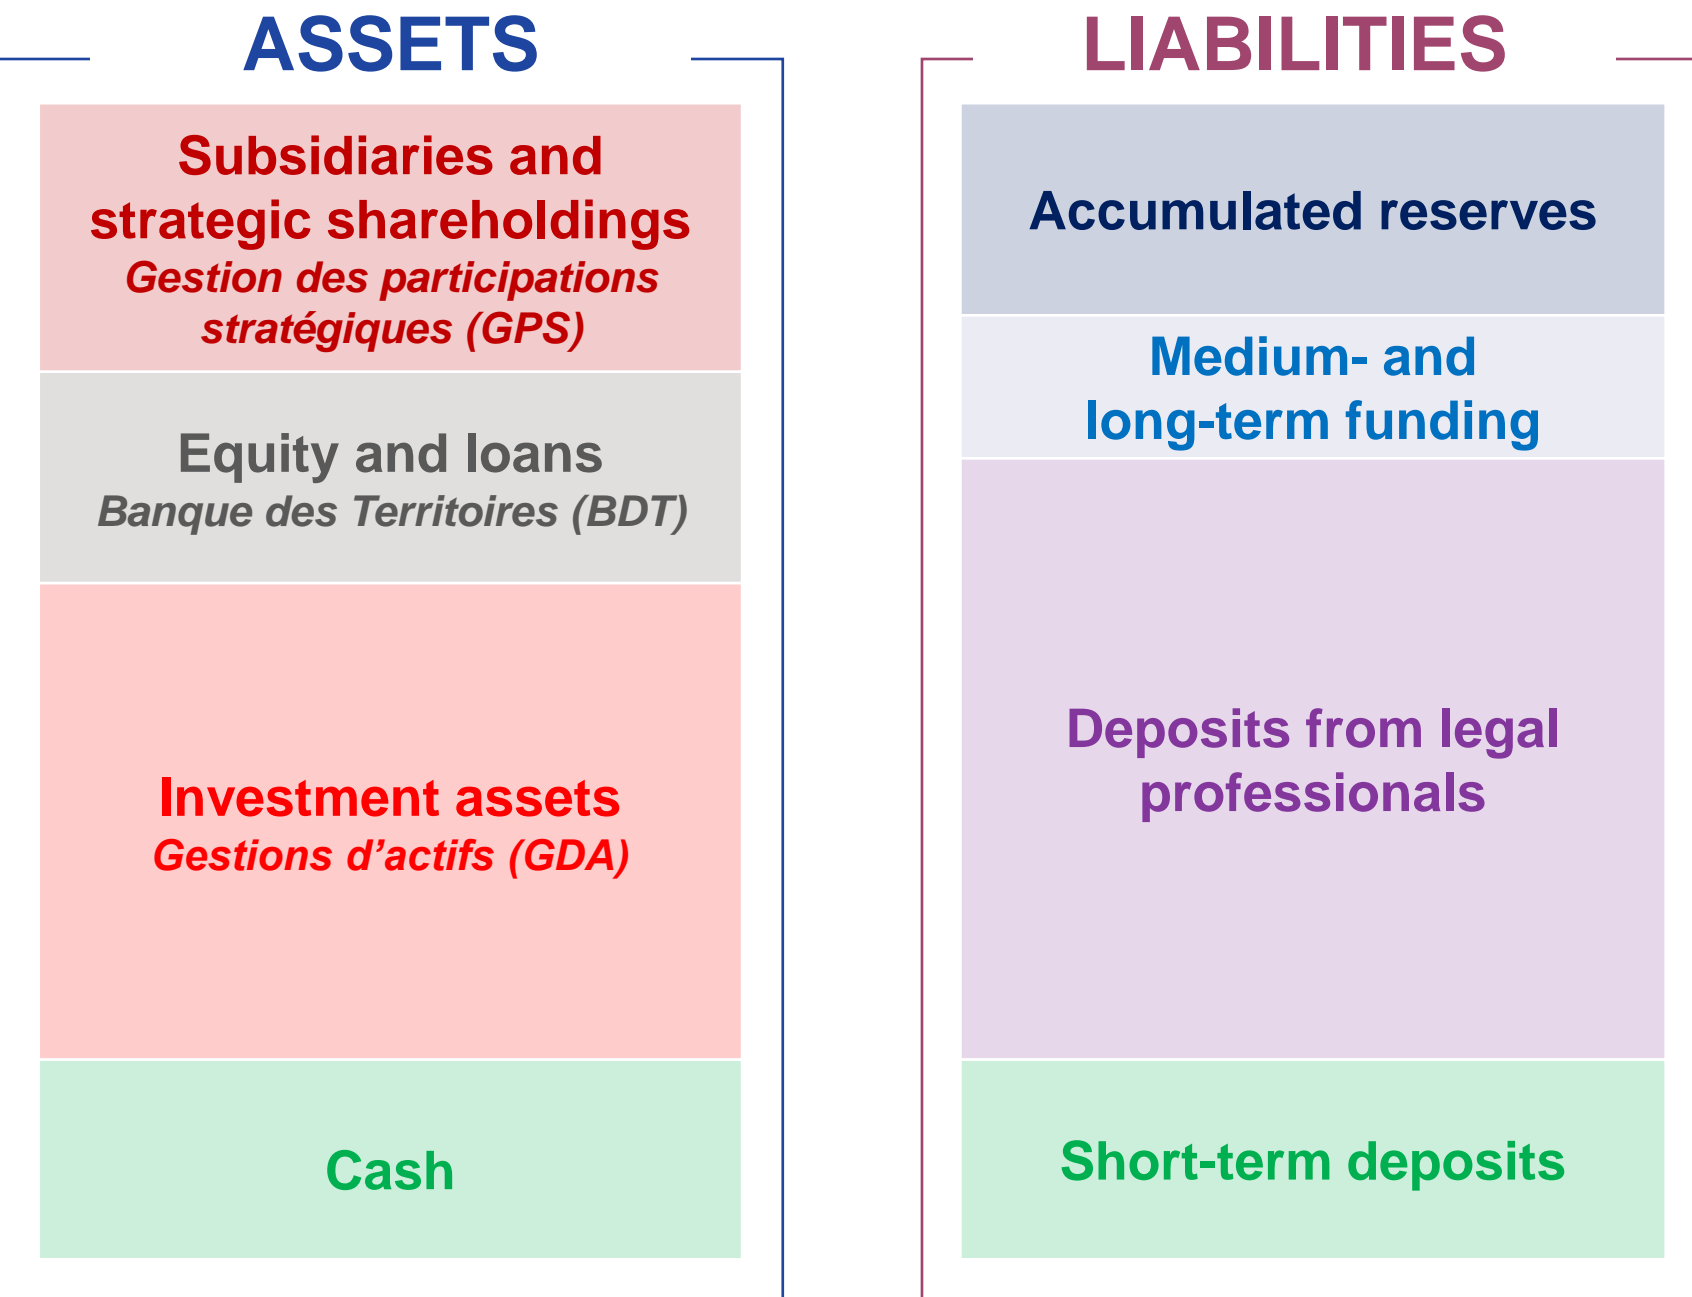 ASSETS
Subsidiaries and
strategic shareholdings
Gestion des participations
stratégiques (GPS)
Equity and loans
Banque des Territoires (BDT)
Investment assets
Gestions d’actifs (GDA)
Cash
LIABILITIES
Accumulated reserves
Medium- and
long-term funding
Deposits from legal
professionals
Short-term deposits